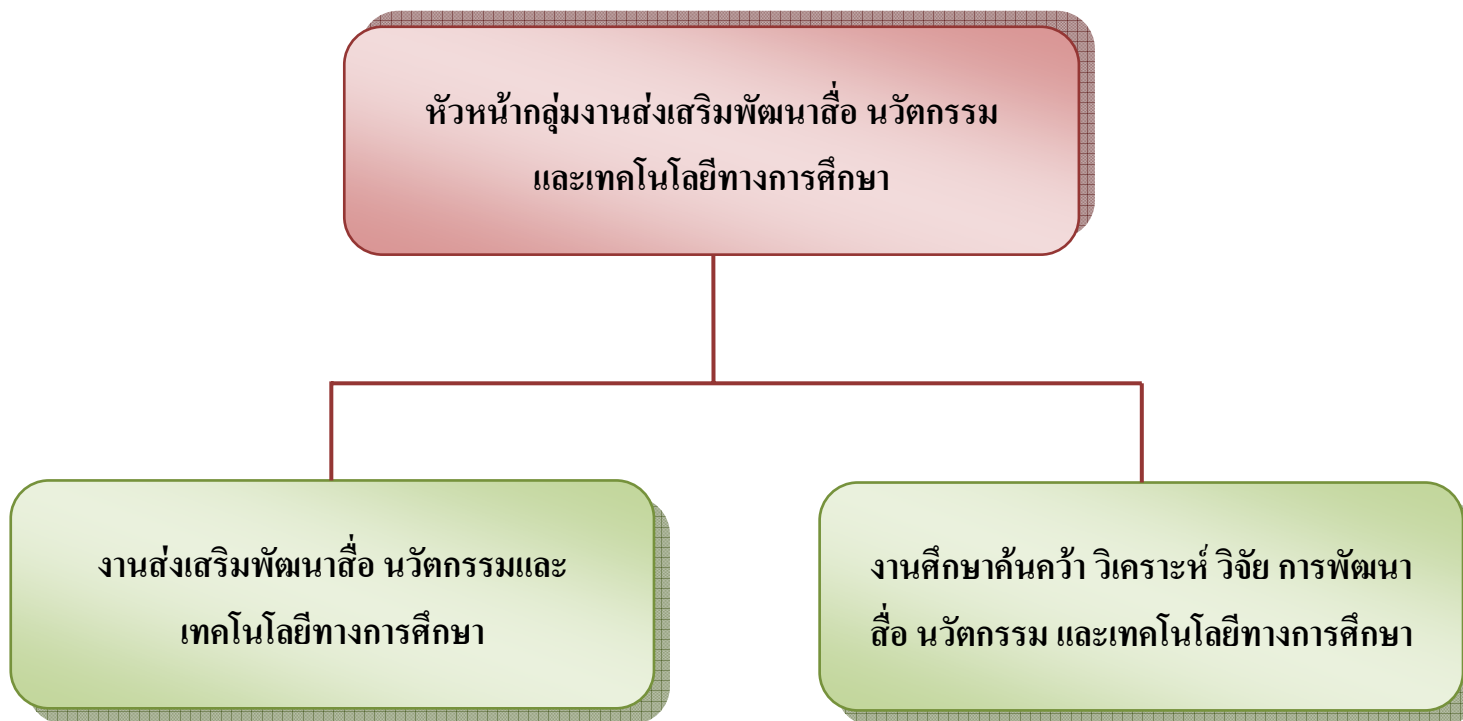 หัวหน้ากลุ่มงานส่งเสริมพัฒนาสื่อ นวัตกรรม
และเทคโนโลยีทางการศึกษา
งานส่งเสริมพัฒนาสื่อ นวัตกรรมและ
เทคโนโลยีทางการศึกษา
งานศึกษาค้นคว้า วิเคราะห์ วิจัย การพัฒนา
สื่อ นวัตกรรม และเทคโนโลยีทางการศึกษา